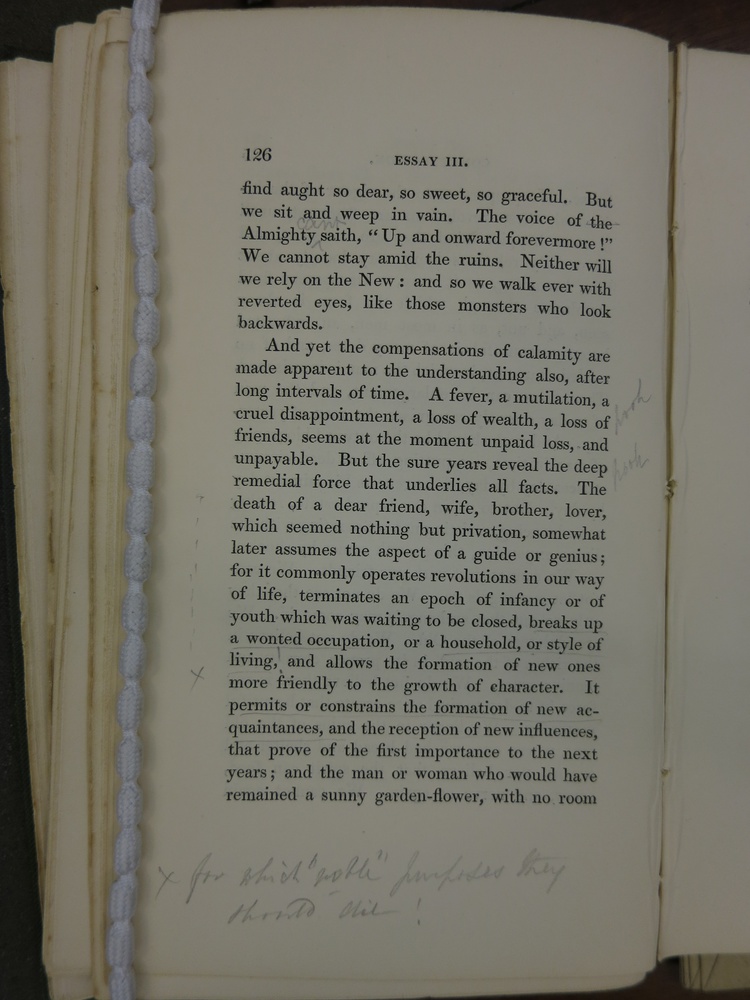 126
ESSAY III.
find aught so dear, so sweet, so graceful. But
we sit and weep in vain. The voice of the
Almighty saith, “Up and onward forevermore!”
We cannot stay amid the ruins. Neither will
we rely on the New: and so we walk ever with
reverted eyes, like those monsters who look
backwards.
And yet the compensations of calamity are
made apparent to the understanding also, after
long intervals of time. A fever, a mutilation, a
cruel disappointment, a loss of wealth, a loss of
pooh
friends, seems at the moment unpaid loss, and
unpayable. But the sure years reveal the deep
pooh
remedial force that underlies all facts. The
death of a dear friend, wife, brother, lover,
which seemed nothing but privation, somewhat
later assumes the aspect of a guide or genius;
for it commonly operates revolutions in our way
of life, terminates an epoch of infancy or of
youth which was waiting to be closed, breaks up
a wonted occupation, or a household, or style of
living, and allows the formation of new ones
x
more friendly to the growth of character. It
permits or constrains the formation of new ac-
quaintances, and the reception of new influences,
that prove of the first importance to the next
years; and the man or woman who would have
remained a sunny garden-flower, with no room
x for which "noble" purposes they
should die!